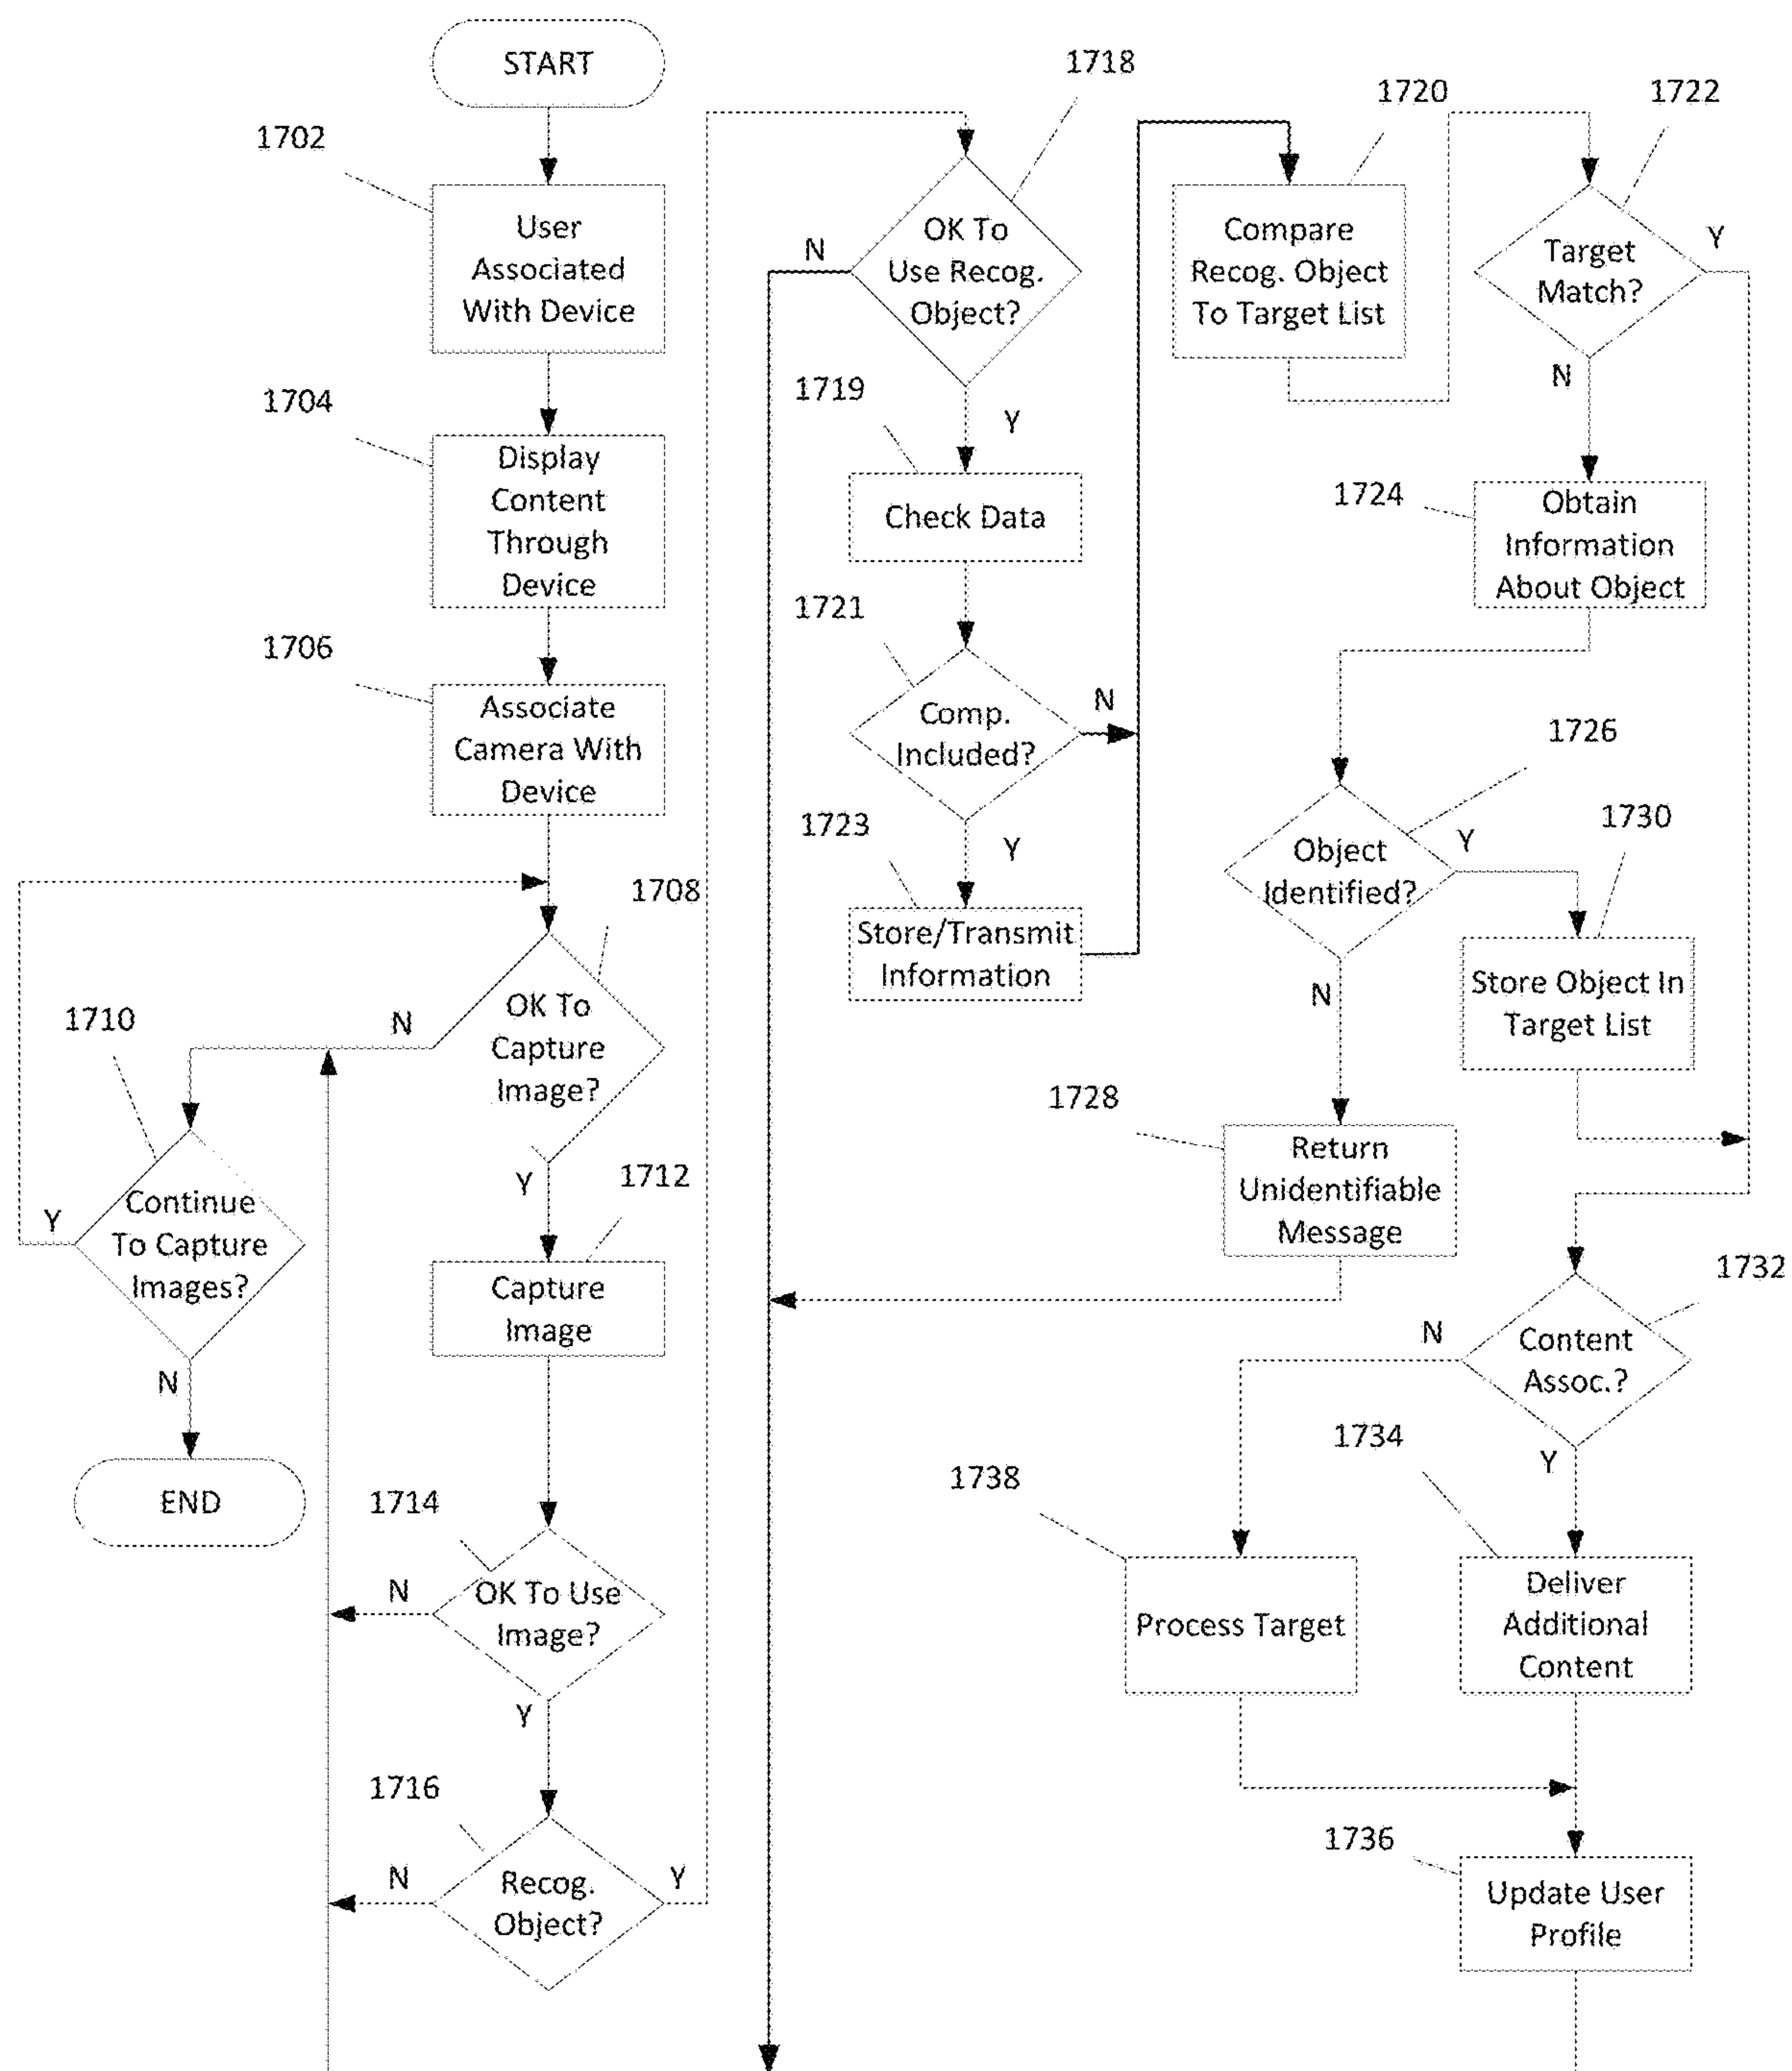 START
1702
User
Associated
With Device
1704
Display
Content
Through
Device
1706
Associate
Camera With
Device
1708
OK To
Capture
Image?
N
Y
1710
Continue
To Capture
Images?
Y
N
END
1712
Capture
Image
1714
OK To Use
Image?
N
Y
1716
Recog.
Object?
N
Y
1718
OK To
Use Recog.
Object?
N
Y
1719
Check Data
1721
Comp.
Included?
N
Y
1723
Store/Transmit
Information
1720
Compare
Recog. Object
To Target List
1722
Target
Match?
Y
N
1724
Obtain
Information
About Object
1726
Object
Identified?
Y
N
1730
Store Object In
Target List
1728
Return
Unidentifiable
Message
1732
Content
Assoc.?
N
Y
1738
Process Target
1734
Deliver
Additional
Content
1736
Update User
Profile